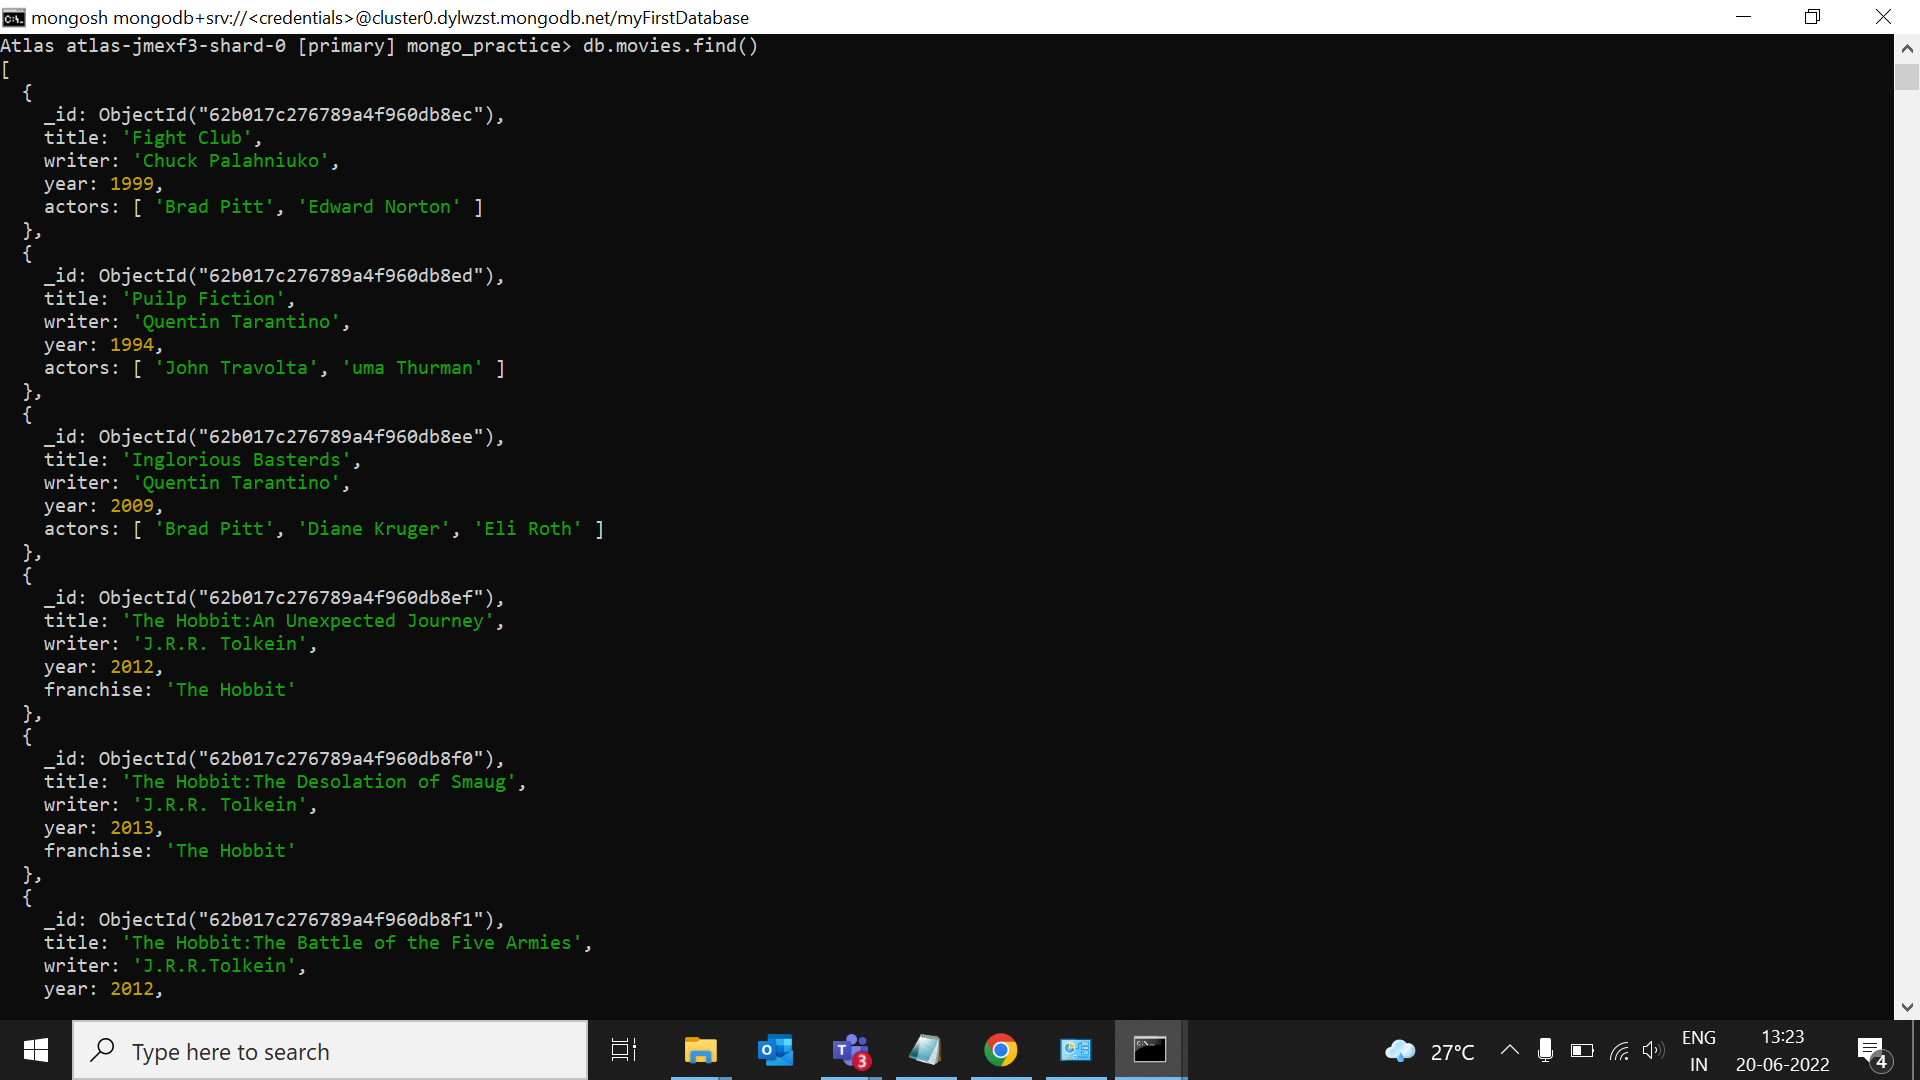 mongosh mongodb+srv://<credentials>@cluster0.dylwzst.mongodb.net/myFirstDatabase
Atlas atlas-jmexf3-shard-0 [primary] mongo_practice> db.movies.find()
[
  {
    _id: ObjectId("62b017c276789a4f960db8ec"),
    title: 'Fight Club',
    writer: 'Chuck Palahniuko',
    year: 1999,
    actors: [ 'Brad Pitt', 'Edward Norton' ]
  },
  {
    _id: ObjectId("62b017c276789a4f960db8ed"),
    title: 'Puilp Fiction',
    writer: 'Quentin Tarantino',
    year: 1994,
    actors: [ 'John Travolta', 'uma Thurman' ]
  },
  {
    _id: ObjectId("62b017c276789a4f960db8ee"),
    title: 'Inglorious Basterds',
    writer: 'Quentin Tarantino',
    year: 2009,
    actors: [ 'Brad Pitt', 'Diane Kruger', 'Eli Roth' ]
  },
  {
    _id: ObjectId("62b017c276789a4f960db8ef"),
    title: 'The Hobbit:An Unexpected Journey',
    writer: 'J.R.R. Tolkein',
    year: 2012,
    franchise: 'The Hobbit'
  },
  {
    _id: ObjectId("62b017c276789a4f960db8f0"),
    title: 'The Hobbit:The Desolation of Smaug',
    writer: 'J.R.R. Tolkein',
    year: 2013,
    franchise: 'The Hobbit'
  },
  {
    _id: ObjectId("62b017c276789a4f960db8f1"),
    title: 'The Hobbit:The Battle of the Five Armies',
    writer: 'J.R.R.Tolkein',
    year: 2012,
Type here to search
3
27°C
ENG
IN
13:23
20-06-2022
4